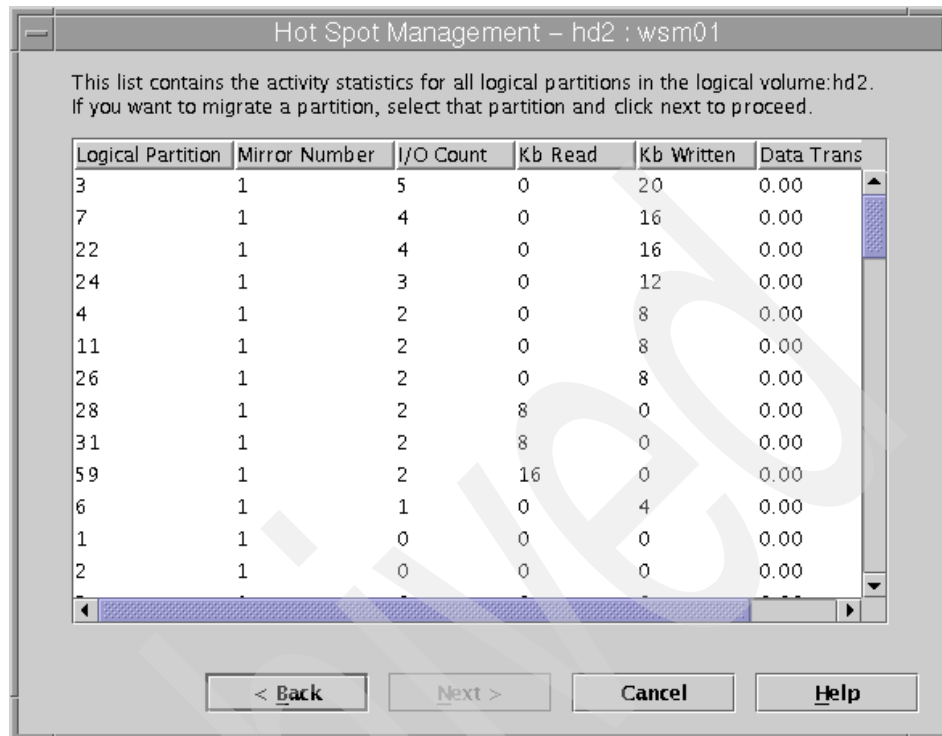 Hot Spot Management – hd2 : wsm01
This list contains the activity statistics for all logical partitions in the logical volume:hd2.
If you want to migrate a partition, select that partition and click next to proceed.
Logical Partition Mirror Number I/O Count Kb Read Kb Written Data Trans
3 1 5 0 20 0.00
7 1 4 0 16 0.00
22 1 4 0 16 0.00
24 1 3 0 12 0.00
4 1 2 0 8 0.00
11 1 2 0 8 0.00
26 1 2 0 8 0.00
28 1 2 8 0 0.00
31 1 2 8 0 0.00
59 1 2 16 0 0.00
6 1 1 0 4 0.00
1 1 0 0 0 0.00
2 1 0 0 0 0.00
< Back Next > Cancel Help